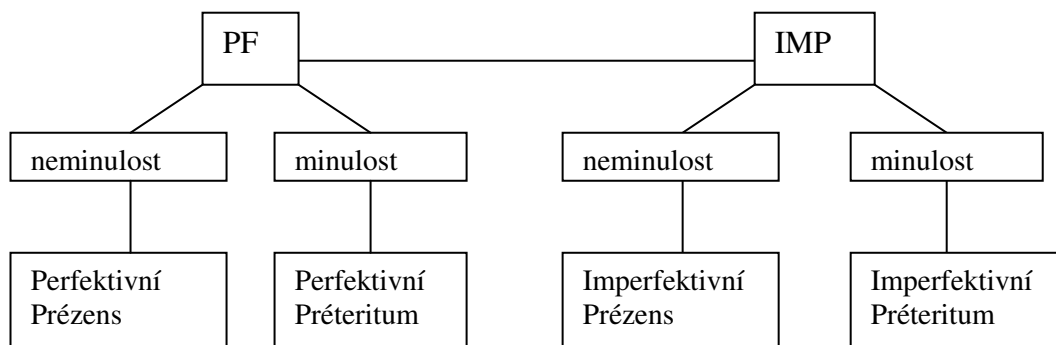 PF
IMP
neminulost
minulost
neminulost
minulost
Perfektivní
Prézens
Perfektivní
Préteritum
Imperfektivní
Prézens
Imperfektivní
Préteritum